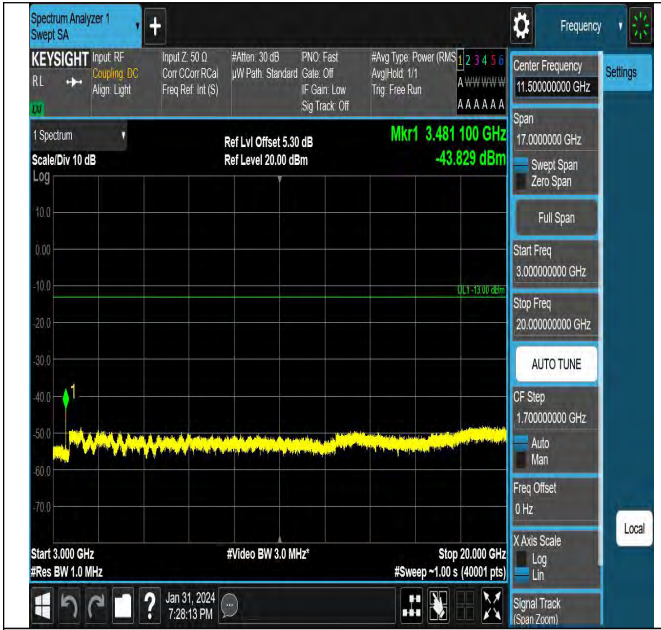 Spectrum Analyzer 1
Swept SA
+
Frequency
KEYSIGHT
RL
Input: RF
Coupling: DC
Align: Light
Input Z: 50 Ω
Corr CCorr RCal
Freq Ref: Int (S)
#Atten: 30 dB
µW Path: Standard
PNO: Fast
Gate: Off
IF Gain: Low
Sig Track: Off
#Avg Type: Power (RMS
Avg|Hold: 1/1
Trig: Free Run
1 2 3 4 5 6
A W W W W W
A A A A A A
Center Frequency
11.500000000 GHz
Settings
Span
17.0000000 GHz
Swept Span
Zero Span
Full Span
Start Freq
3.000000000 GHz
Stop Freq
20.000000000 GHz
AUTO TUNE
CF Step
1.700000000 GHz
Auto
Man
Freq Offset
0 Hz
X Axis Scale
Log
Lin
Signal Track
(Span Zoom)
Local
1 Spectrum
Scale/Div 10 dB
Log
Ref Lvl Offset 5.30 dB
Ref Level 20.00 dBm
Mkr1 3.481 100 GHz
-43.829 dBm
10.0
0.00
-10.0
DL1 -13.00 dBm
-20.0
-30.0
-40.0
1
-50.0
-60.0
-70.0
Start 3.000 GHz
#Res BW 1.0 MHz
#Video BW 3.0 MHz*
Stop 20.000 GHz
#Sweep ~1.00 s (40001 pts)
?
Jan 31, 2024
7:28:13 PM